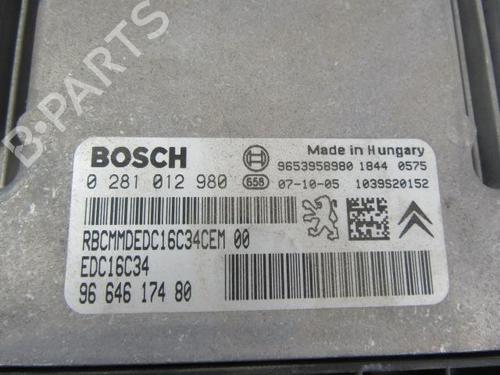 B-PARTS
BOSCH
Made in Hungary
9653958980 1844 0575
0 281 012 980 658 07-10-05 1039S20152
RBCMMDEDC16C34CEM 00
EDC16C34
96 646 174 80